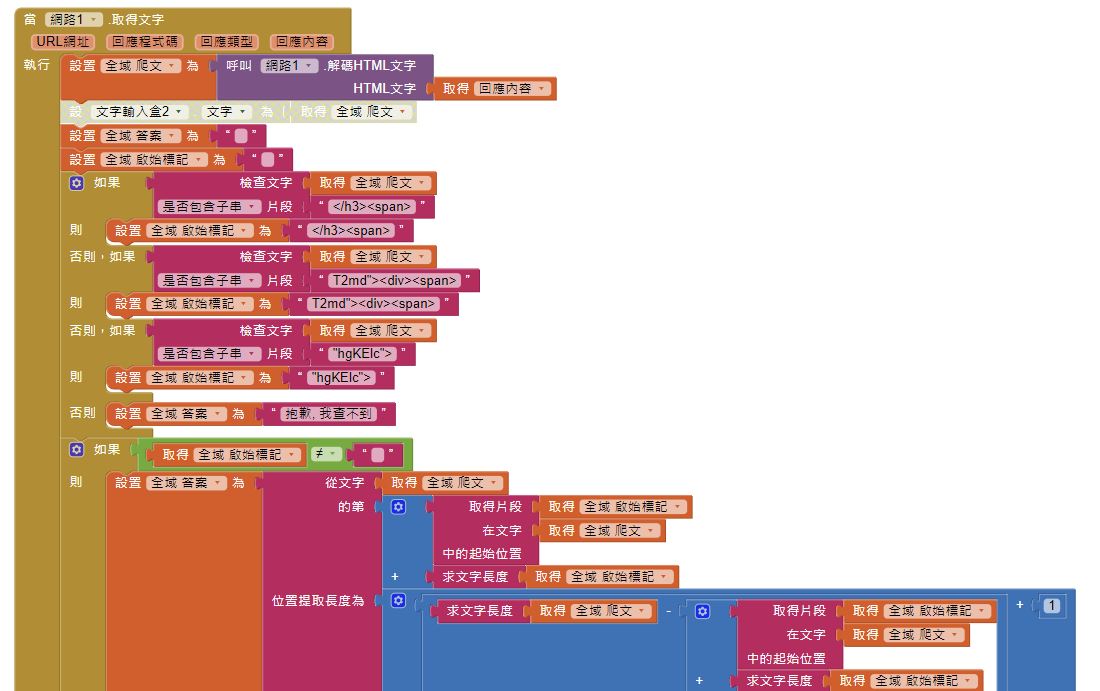 當 網路1 .取得文字
URL網址 回應程式碼 回應類型 回應內容
執行 設置 全域 爬文 為 呼叫 網路1 .解碼HTML文字
HTML文字 取得 回應內容
設 文字輸入盒2 . 文字 為 取得 全域 爬文
設置 全域 答案 為 “ ”
設置 全域 啟始標記 為 “ ”
如果 檢查文字 取得 全域 爬文
是否包含子串 片段 “ </h3><span> ”
則 設置 全域 啟始標記 為 “ </h3><span> ”
否則，如果 檢查文字 取得 全域 爬文
是否包含子串 片段 “ T2md"><div><span> ”
則 設置 全域 啟始標記 為 “ T2md"><div><span> ”
否則，如果 檢查文字 取得 全域 爬文
是否包含子串 片段 “ "hgKElc"> ”
則 設置 全域 啟始標記 為 “ "hgKElc"> ”
否則 設置 全域 答案 為 “ 抱歉, 我查不到 ”
如果 取得 全域 啟始標記 ≠ “ ”
則 設置 全域 答案 為 從文字 取得 全域 爬文
的第 取得片段 取得 全域 啟始標記
在文字 取得 全域 爬文
中的起始位置
+ 求文字長度 取得 全域 啟始標記
位置提取長度為 求文字長度 取得 全域 爬文 - 取得片段 取得 全域 啟始標記 + 1
在文字 取得 全域 爬文
中的起始位置
+ 求文字長度 取得 全域 啟始標記